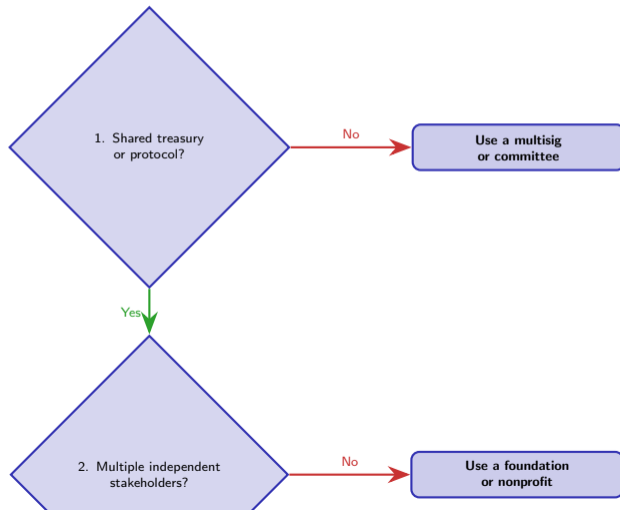 1. Shared treasury
or protocol?
No
Use a multisig
or committee
Yes
2. Multiple independent
stakeholders?
No
Use a foundation
or nonprofit